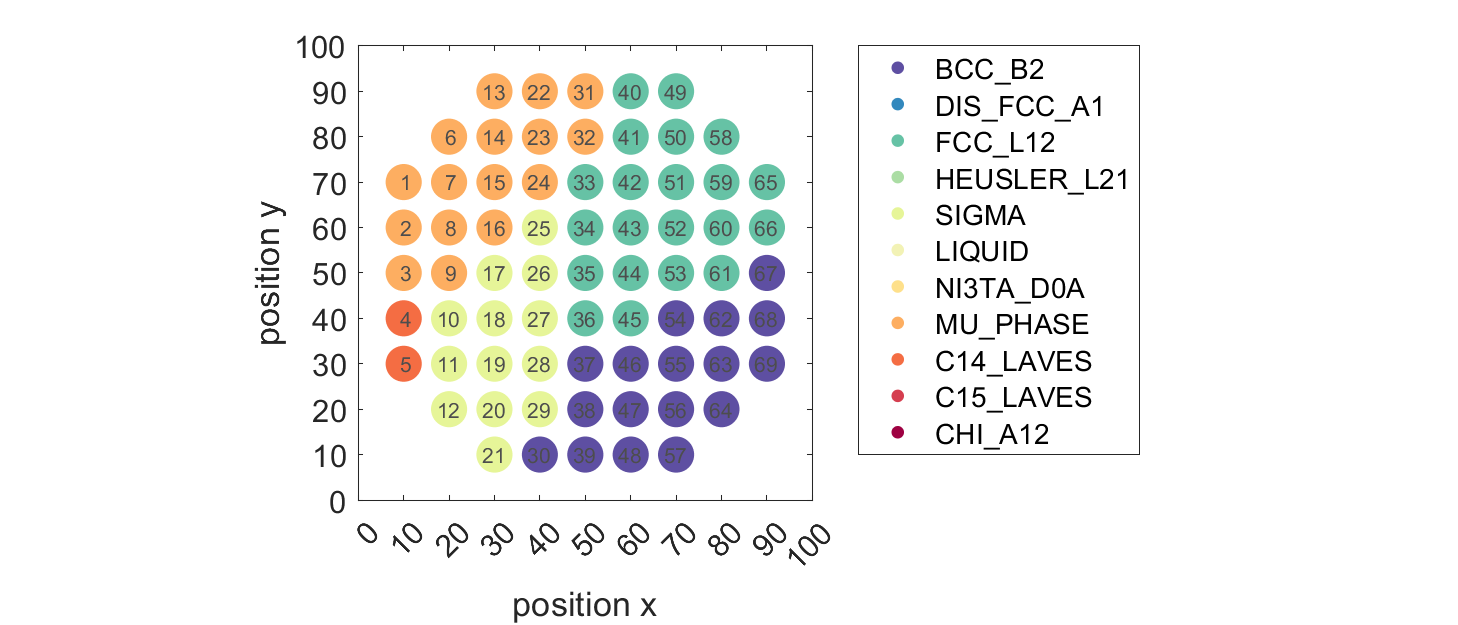 100
90 13 22 31 40 49
80 6 14 23 32 41 50 58
70 1 7 15 24 33 42 51 59 65
60 2 8 16 25 34 43 52 60 66
50 3 9 17 26 35 44 53 61 67
40 4 10 18 27 36 45 54 62 68
30 5 11 19 28 37 46 55 63 69
20 12 20 29 38 47 56 64
10 21 30 39 48 57
0
0 10 20 30 40 50 60 70 80 90 100
position x
position y
BCC_B2
DIS_FCC_A1
FCC_L12
HEUSLER_L21
SIGMA
LIQUID
NI3TA_D0A
MU_PHASE
C14_LAVES
C15_LAVES
CHI_A12